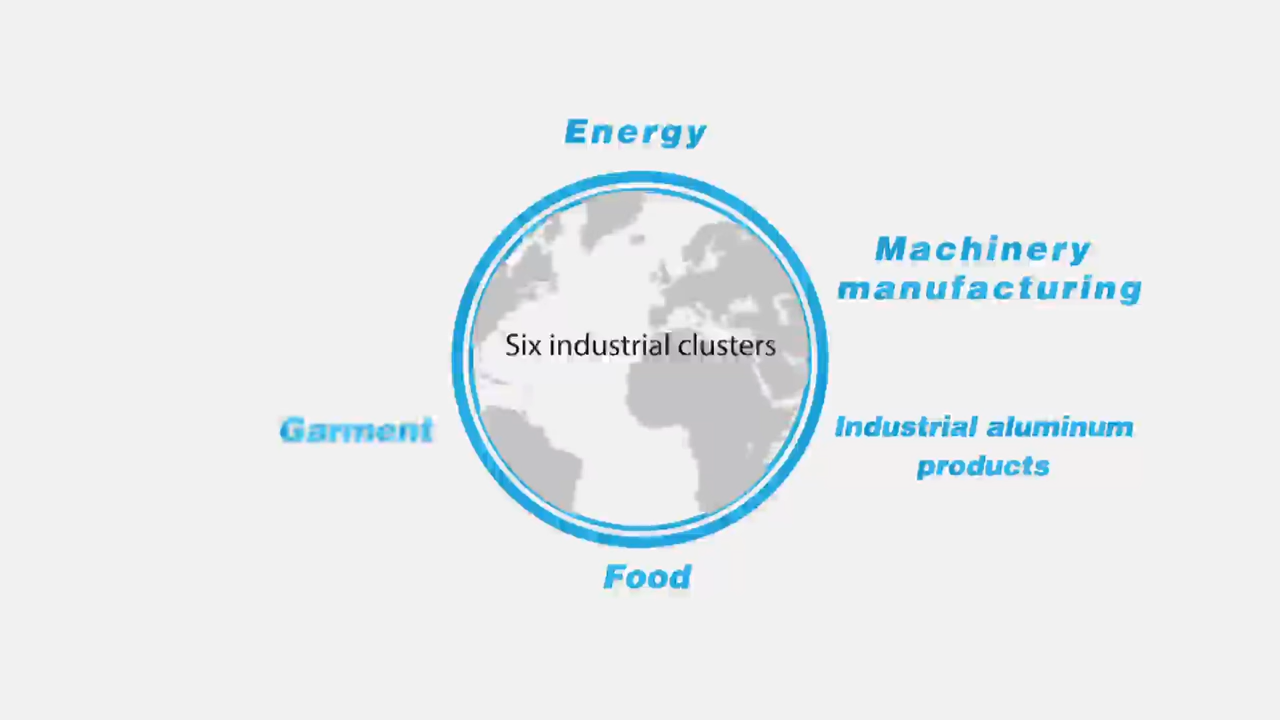 Energy
Machinery
manufacturing
Six industrial clusters
Industrial aluminum
products
Garment
Food